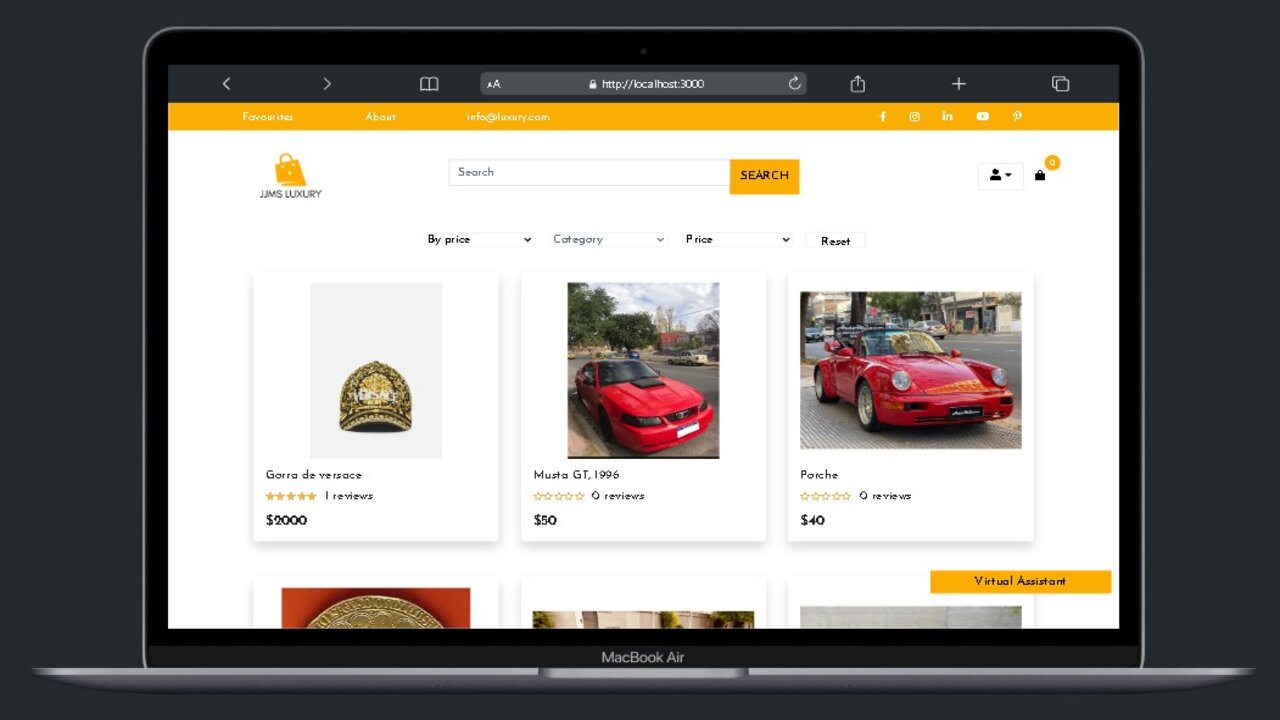 AA http://localhost:3000
Favourites About info@luxury.com
JJMS LUXURY
Search SEARCH
0
By price Category Price Reset
VERSACE
Gorra de versace
1 reviews
$2000
Musta GT, 1996
0 reviews
$50
Porche
0 reviews
$40
Virtual Assistant
MacBook Air